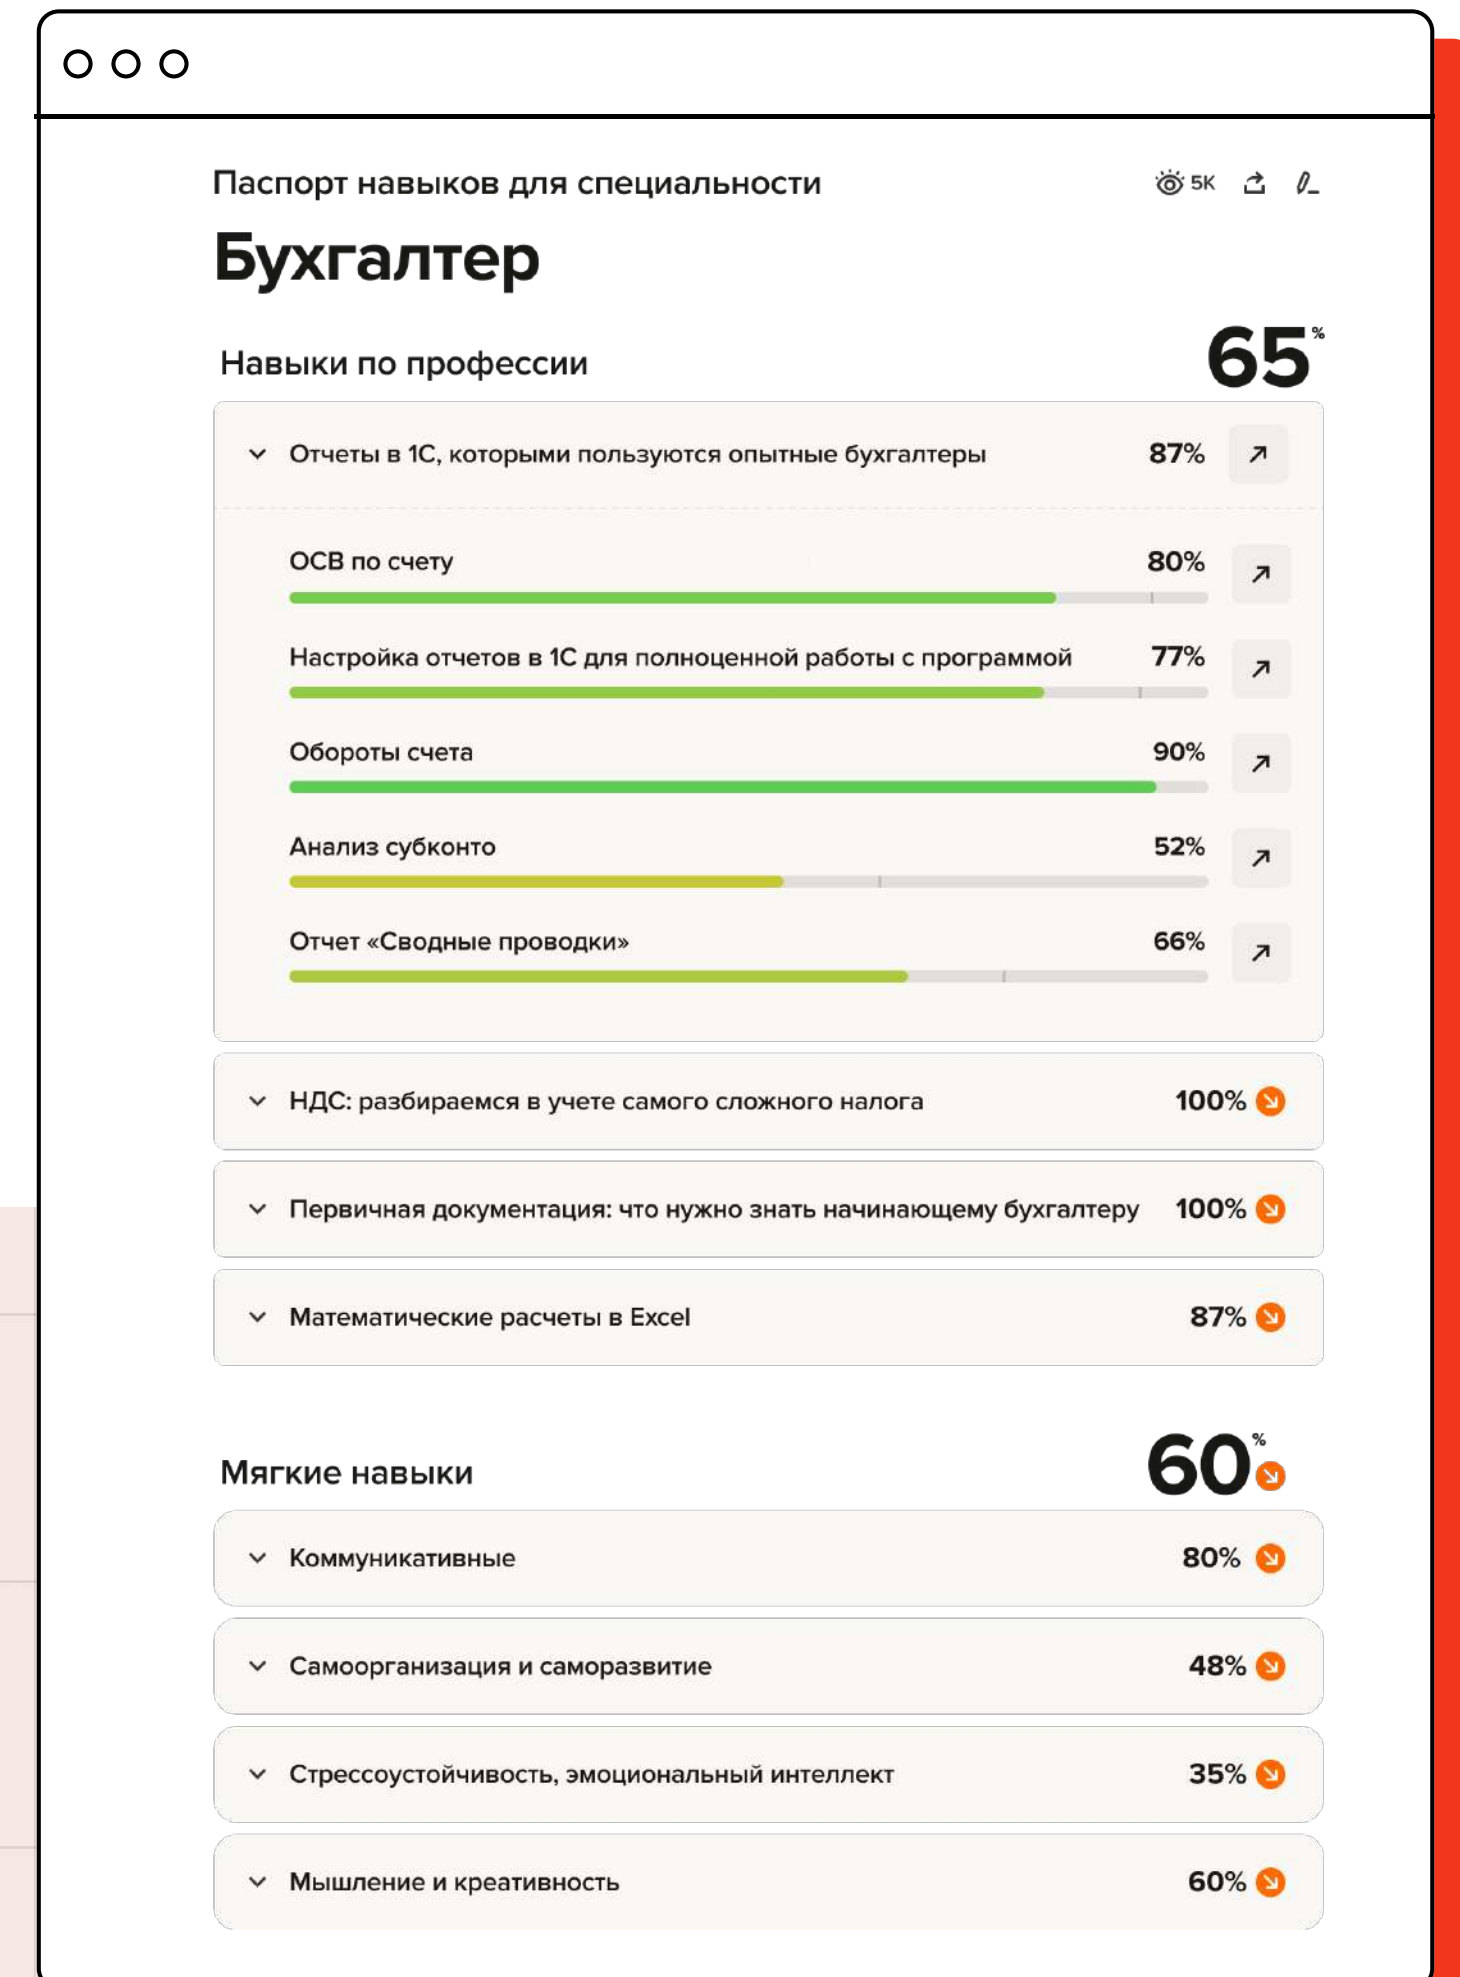 Паспорт навыков для специальности
5K
Бухгалтер
Навыки по профессии
65%
Отчеты в 1С, которыми пользуются опытные бухгалтеры 87%
ОСВ по счету 80%
Настройка отчетов в 1С для полноценной работы с программой 77%
Обороты счета 90%
Анализ субконто 52%
Отчет «Сводные проводки» 66%
НДС: разбираемся в учете самого сложного налога 100%
Первичная документация: что нужно знать начинающему бухгалтеру 100%
Математические расчеты в Excel 87%
Мягкие навыки 60%
Коммуникативные 80%
Самоорганизация и саморазвитие 48%
Стрессоустойчивость, эмоциональный интеллект 35%
Мышление и креативность 60%